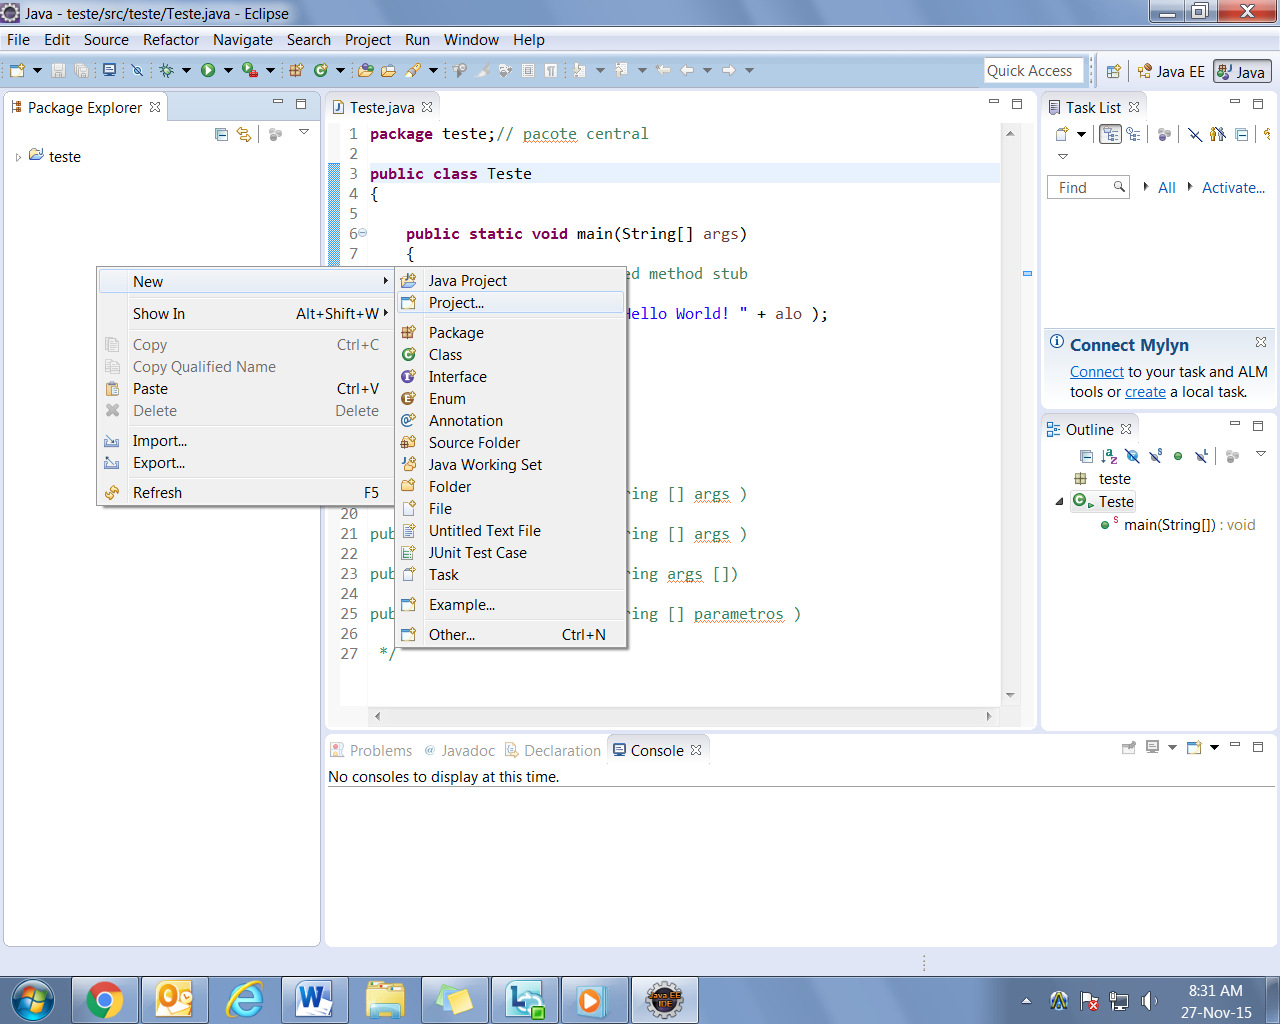 Java - teste/src/teste/Teste.java - Eclipse
File Edit Source Refactor Navigate Search Project Run Window Help
Quick Access Java EE Java
Package Explorer
teste
Teste.java
1 package teste;// pacote central
2
3 public class Teste
4 {
5
6 public static void main(String[] args)
7 {
ed method stub
Hello World! " + alo );
ring [] args )
20
21 pub ring [] args )
22
23 pub ring args [])
24
25 pub ring [] parametros )
26
27 */
New
Show In Alt+Shift+W
Copy Ctrl+C
Copy Qualified Name
Paste Ctrl+V
Delete Delete
Import...
Export...
Refresh F5
Java Project
Project...
Package
Class
Interface
Enum
Annotation
Source Folder
Java Working Set
Folder
File
Untitled Text File
JUnit Test Case
Task
Example...
Other... Ctrl+N
Task List
Find All Activate...
Connect Mylyn
Connect to your task and ALM
tools or create a local task.
Outline
teste
Teste
main(String[]) : void
Problems @ Javadoc Declaration Console
No consoles to display at this time.
Java EE
IDE
8:31 AM
27-Nov-15